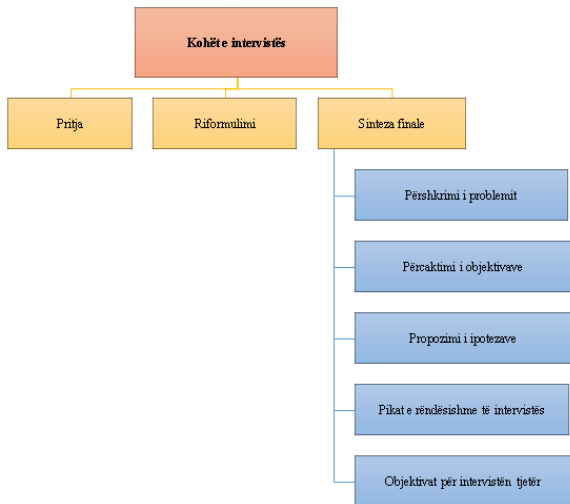 Kohët e intervistës
Pritja
Riformulimi
Sinteza finale
Përshkrimi i problemit
Përcaktimi i objektivave
Propozimi i ipotezave
Pikat e rëndësishme të intervistës
Objektivat për intervistën tjetër